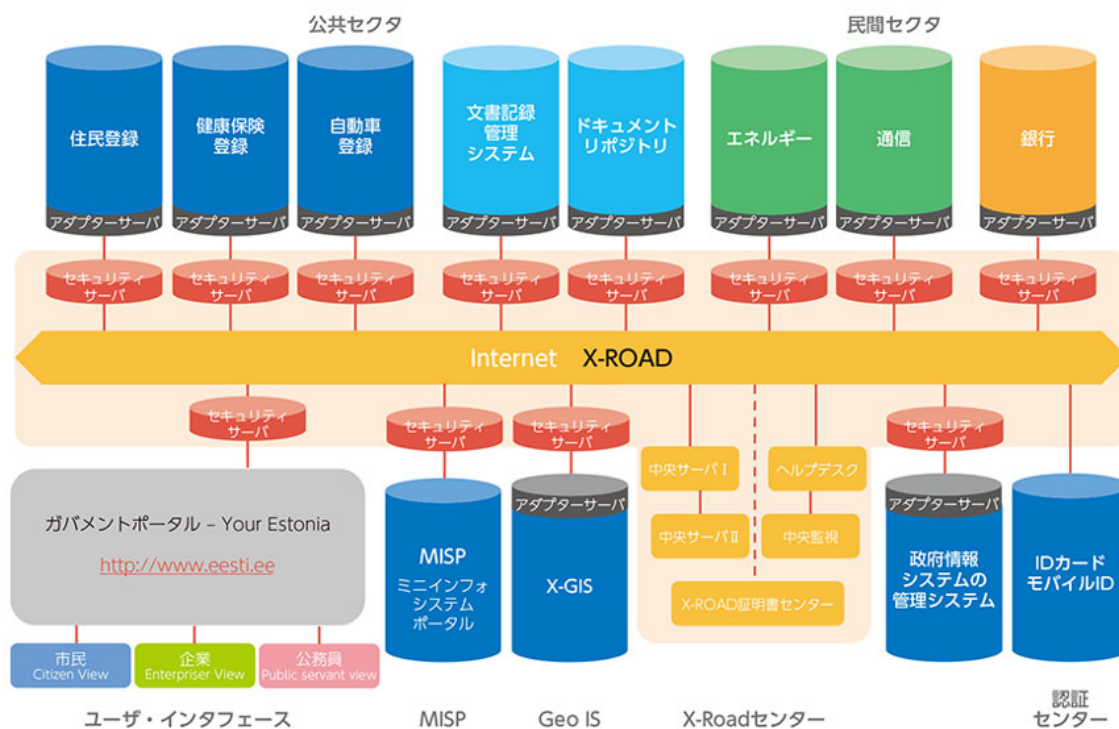 公共セクタ
民間セクタ
住民登録
健康保険
登録
自動車
登録
文書記録
管理
システム
ドキュメント
リポジトリ
エネルギー
通信
銀行
アダプターサーバ
アダプターサーバ
アダプターサーバ
アダプターサーバ
アダプターサーバ
アダプターサーバ
アダプターサーバ
アダプターサーバ
セキュリティ
サーバ
セキュリティ
サーバ
セキュリティ
サーバ
セキュリティ
サーバ
セキュリティ
サーバ
セキュリティ
サーバ
セキュリティ
サーバ
セキュリティ
サーバ
Internet X-ROAD
セキュリティ
サーバ
セキュリティ
サーバ
セキュリティ
サーバ
セキュリティ
サーバ
ガバメントポータル – Your Estonia
http://www.eesti.ee
市民
Citizen View
企業
Enterpriser View
公務員
Public servant view
MISP
ミニインフォ
システム
ポータル
アダプターサーバ
X-GIS
中央サーバⅠ
ヘルプデスク
中央サーバⅡ
中央監視
X-ROAD証明書センター
アダプターサーバ
政府情報
システムの
管理システム
IDカード
モバイルID
ユーザ・インタフェース
MISP
Geo IS
X-Roadセンター
認証
センター